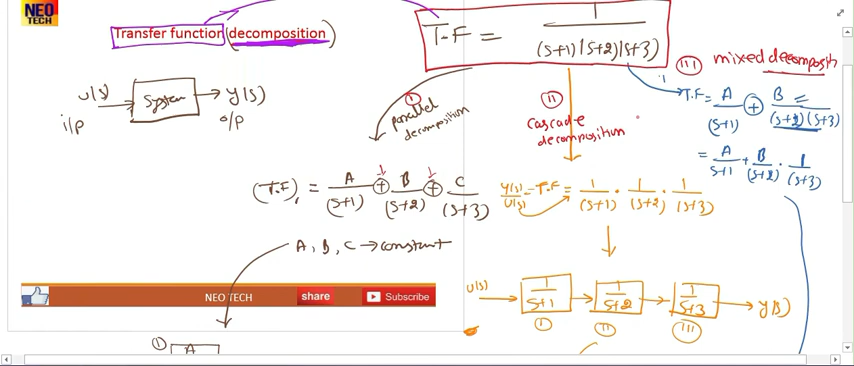 NEO
TECH
Transfer function (decomposition)
T.F = 1 / (S+1)(S+2)(S+3)
U(s) → System → Y(S)
i/p
o/p
I
parallel
decomposition
II
Cascade
decomposition
III mixed decomposith
T.F = A/(S+1) + B/(S+2)(S+3)
= A/S+1 + B/(S+2) · 1/(S+3)
(T.F) = A/(S+1) + B/(S+2) + C/(S+3)
A, B, C → constant
Y(s)/U(s) = T.F = 1/(S+1) · 1/(S+2) · 1/(S+3)
U(s) → 1/S+1 → 1/S+2 → 1/S+3 → Y(S)
I II III
NEO TECH share Subscribe
I A